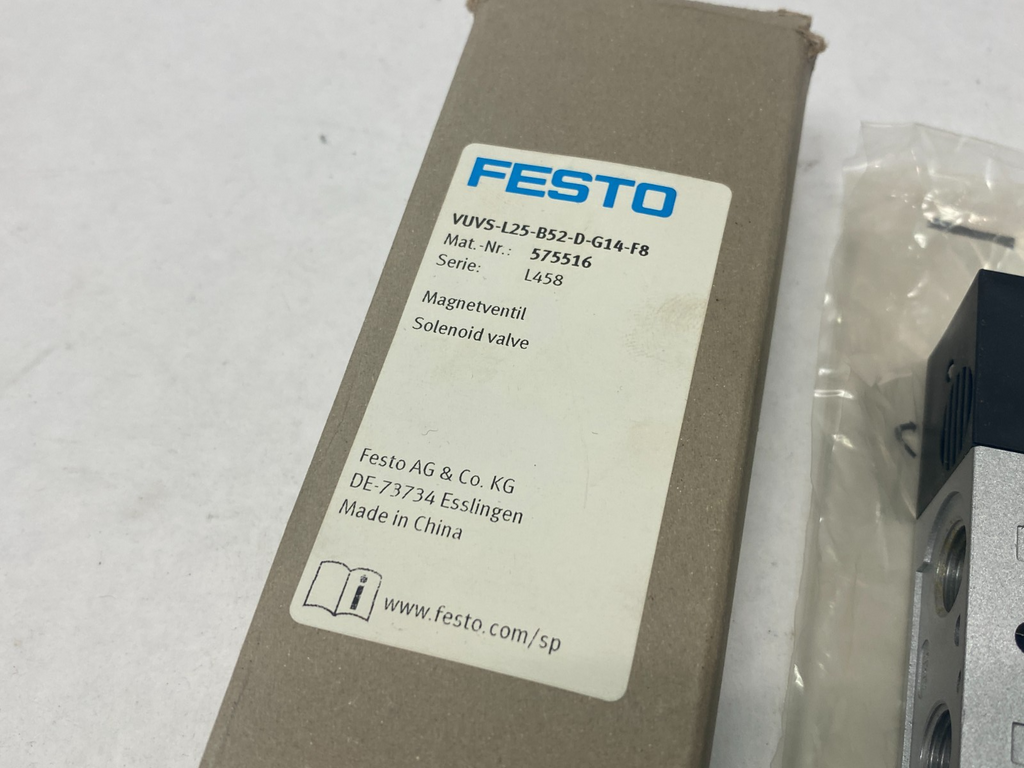 FESTO
VUVS-L25-B52-D-G14-F8
Mat.-Nr.: 575516
Serie: L458
Magnetventil
Solenoid valve
Festo AG & Co. KG
DE-73734 Esslingen
Made in China
i www.festo.com/sp